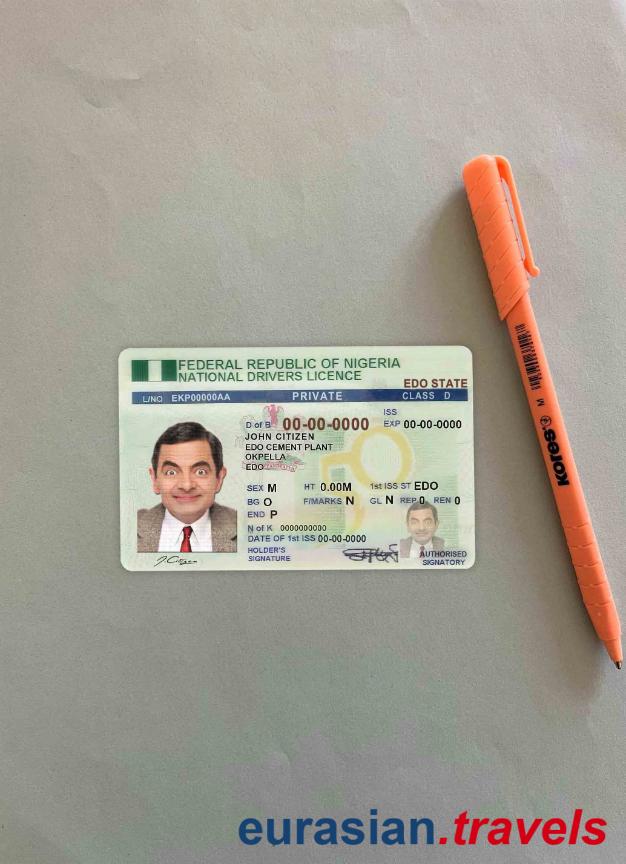 FEDERAL REPUBLIC OF NIGERIA
NATIONAL DRIVERS LICENCE
EDO STATE
L/NO EKP00000AA PRIVATE CLASS D
ISS
D of B 00-00-0000 EXP 00-00-0000
JOHN CITIZEN
EDO CEMENT PLANT
OKPELLA
EDO
SEX M HT 0.00M 1st ISS ST EDO
BG O F/MARKS N GL N REP 0 REN 0
END P
N of K 0000000000
DATE OF 1st ISS 00-00-0000
HOLDER'S
SIGNATURE
AUTHORISED
SIGNATORY
J. Citizen
Kores
M
eurasian.travels